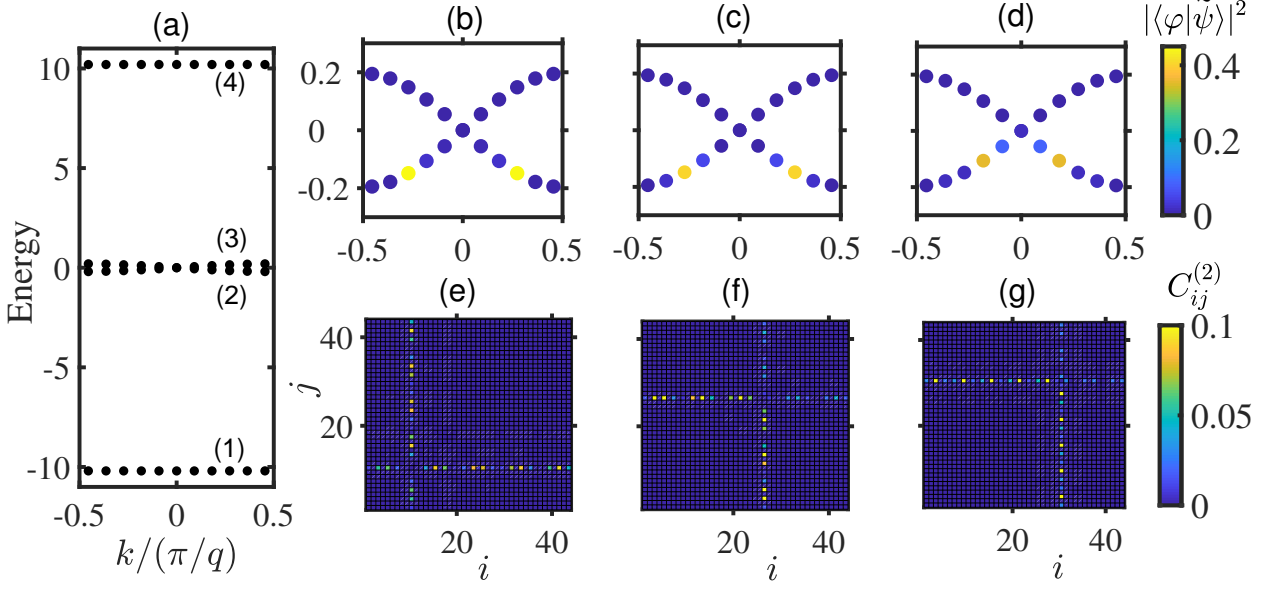 (a)
(b)
(c)
(d)
|⟨φ|ψ̃⟩|²
10
5
0
-5
-10
Energy
(4)
(3)
(2)
(1)
-0.5
0
0.5
k/(π/q)
0.2
0
-0.2
-0.5
0
0.5
-0.5
0
0.5
-0.5
0
0.5
0.4
0.2
0
(e)
(f)
(g)
C_{ij}^{(2)}
40
20
j
20
40
i
20
40
i
20
40
i
0.1
0.05
0